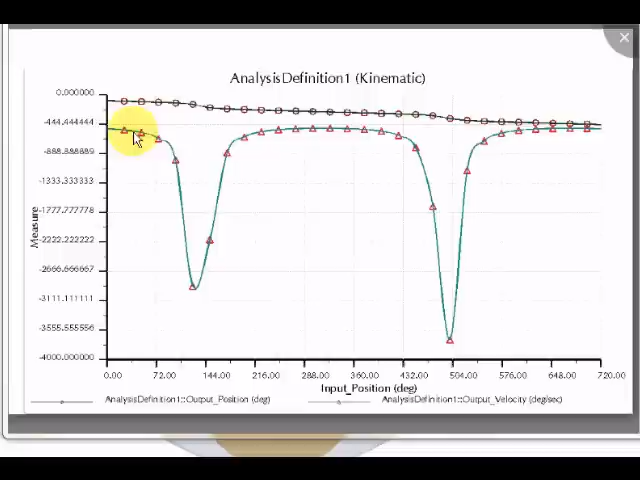 AnalysisDefinition1 (Kinematic)
0.000000
-444.444444
-888.888889
-1333.333333
-1777.777778
-2222.222222
-2666.666667
-3111.111111
-3555.555556
-4000.000000
Measure
0.00 72.00 144.00 216.00 288.00 360.00 432.00 504.00 576.00 648.00 720.00
Input_Position (deg)
AnalysisDefinition1::Output_Position (deg) AnalysisDefinition1::Output_Velocity (deg/sec)